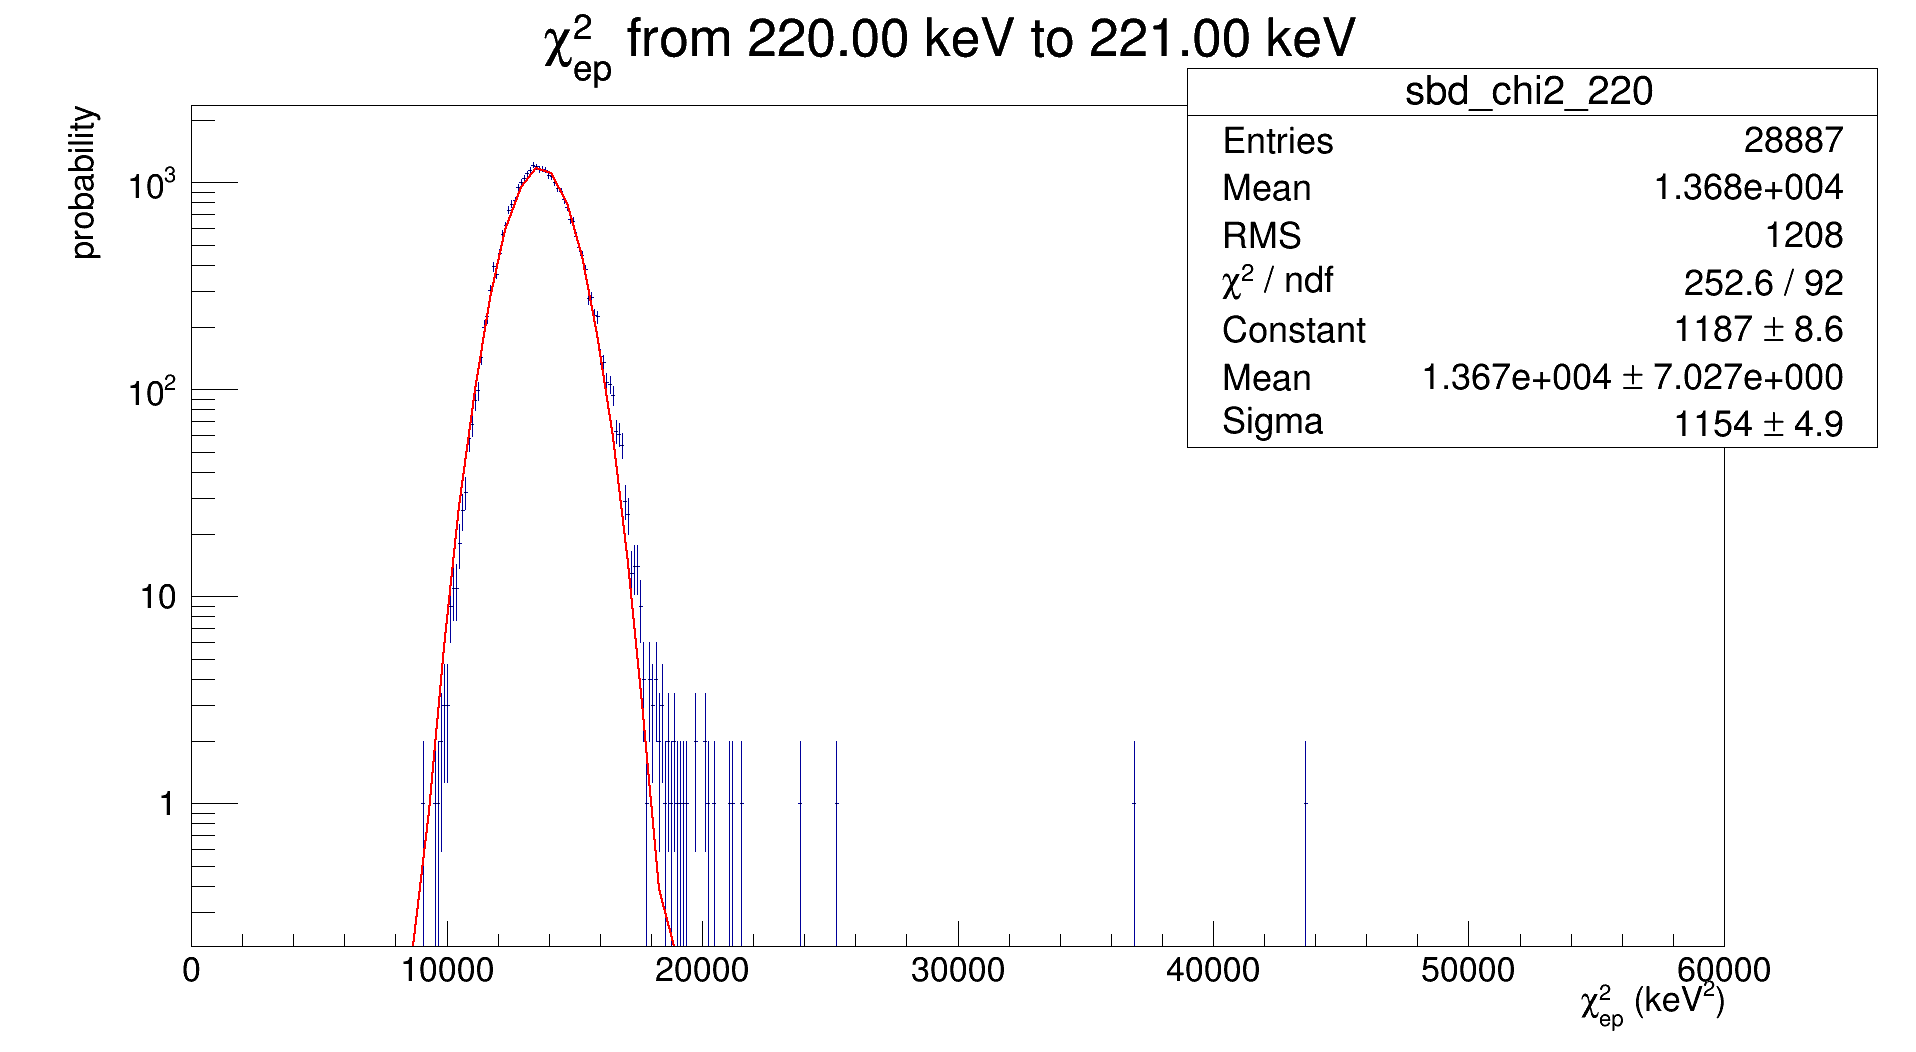 χ²ep from 220.00 keV to 221.00 keV
probability
sbd_chi2_220
Entries 28887
Mean 1.368e+004
RMS 1208
χ² / ndf 252.6 / 92
Constant 1187 ± 8.6
Mean 1.367e+004 ± 7.027e+000
Sigma 1154 ± 4.9
10³
10²
10
1
0 10000 20000 30000 40000 50000 60000
χ²ep (keV²)